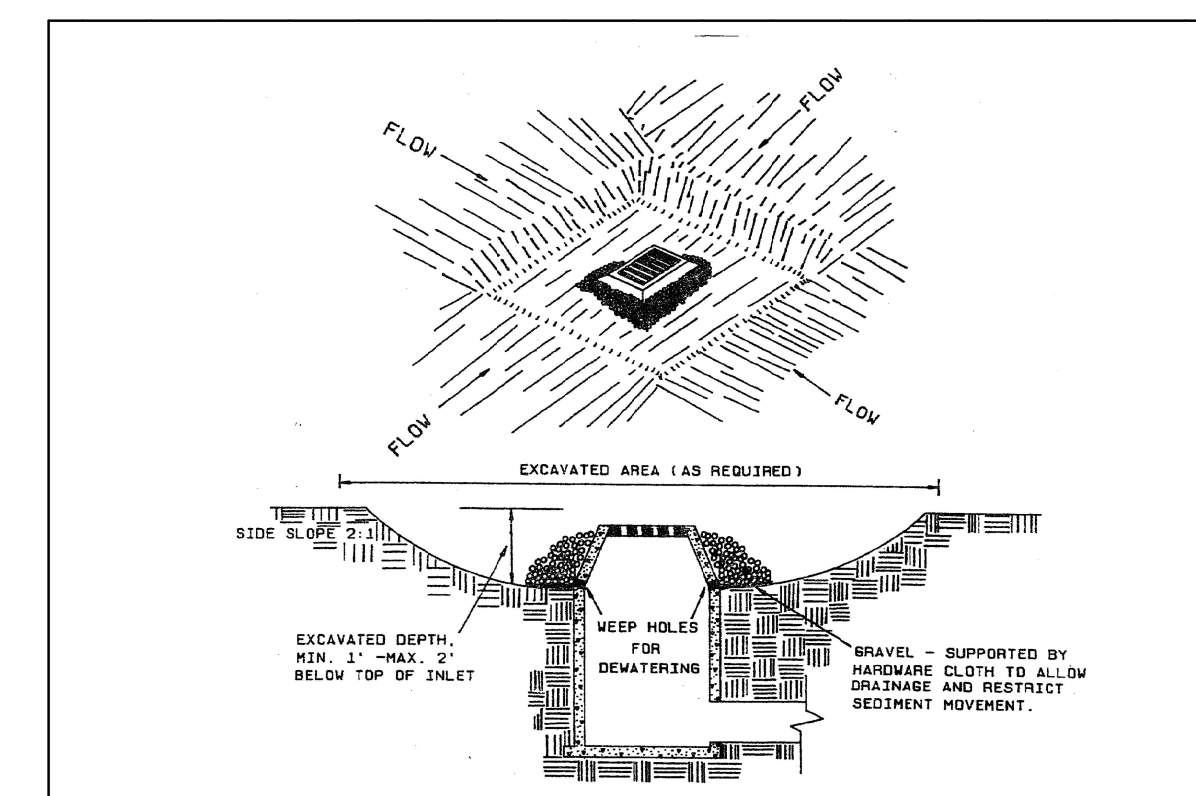 FLOW
FLOW
FLOW
FLOW
EXCAVATED AREA (AS REQUIRED)
SIDE SLOPE 2:1
EXCAVATED DEPTH,
MIN. 1' -MAX. 2'
BELOW TOP OF INLET
WEEP HOLES
FOR
DEWATERING
GRAVEL - SUPPORTED BY
HARDWARE CLOTH TO ALLOW
DRAINAGE AND RESTRICT
SEDIMENT MOVEMENT.